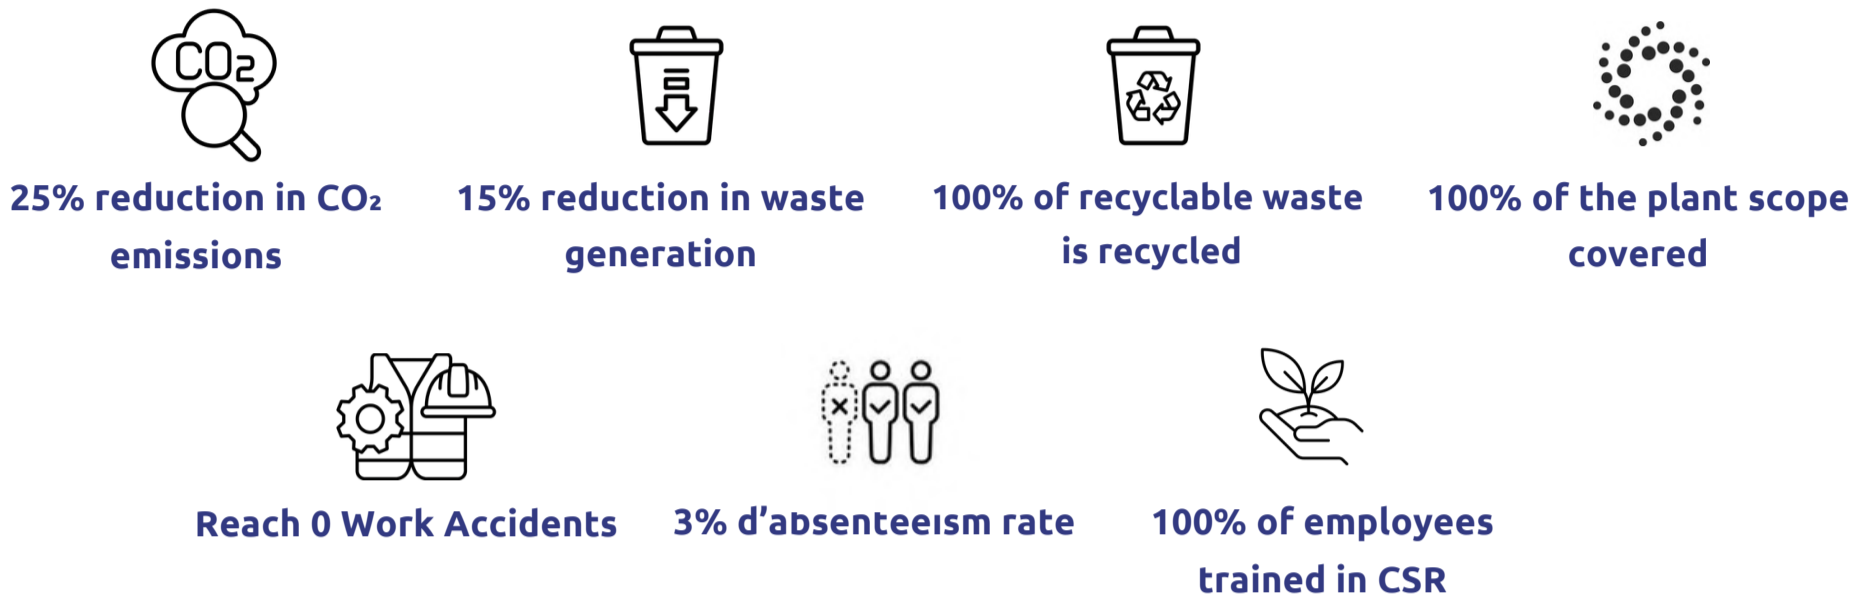 CO2
25% reduction in CO₂
emissions
15% reduction in waste
generation
100% of recyclable waste
is recycled
100% of the plant scope
covered
Reach 0 Work Accidents
3% d’absenteeism rate
100% of employees
trained in CSR